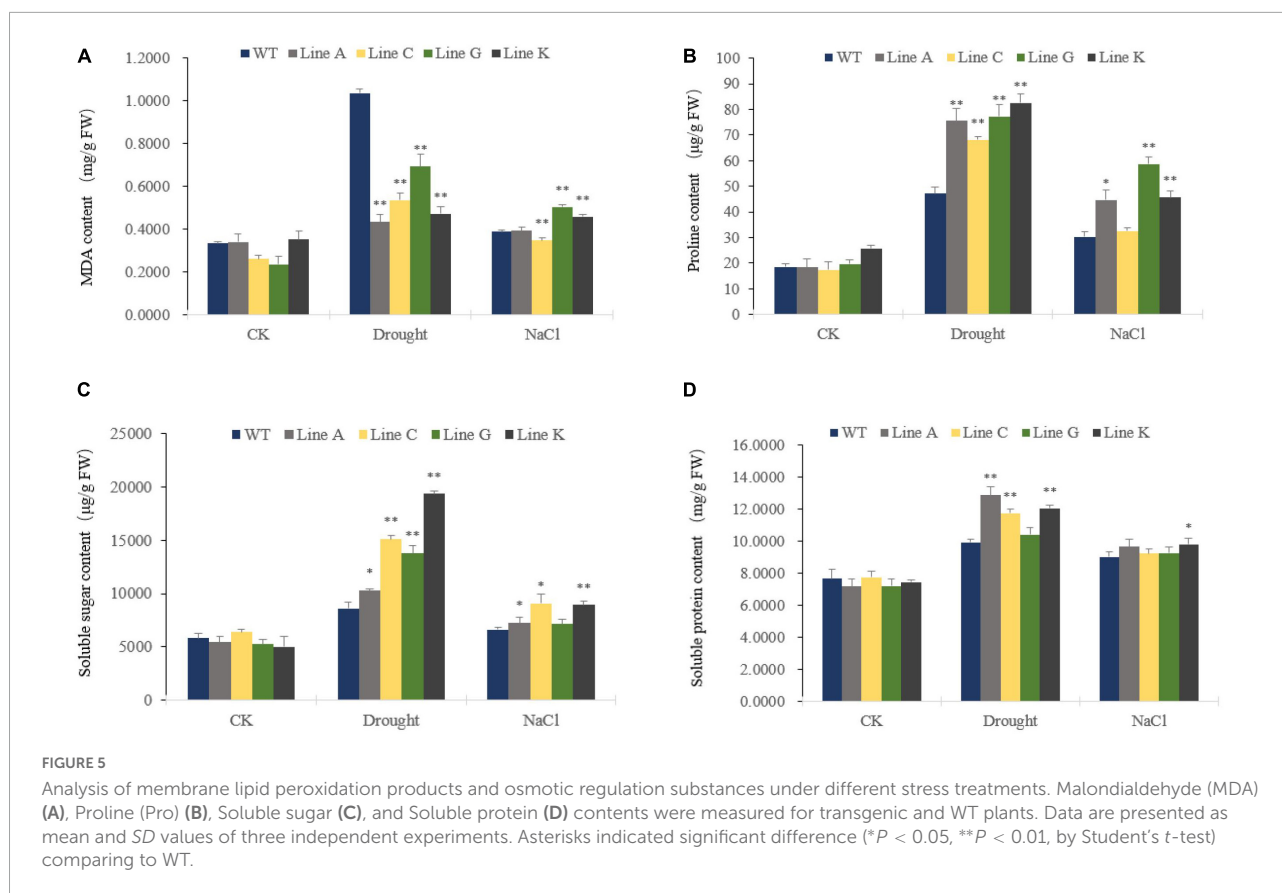 A
WT Line A Line C Line G Line K
MDA content （mg/g FW）
1.2000
1.0000
0.8000
0.6000
0.4000
0.2000
0.0000
** ** ** **
** ** **
CK Drought NaCl
B
WT Line A Line C Line G Line K
Proline content （μg/g FW）
100
90
80
70
60
50
40
30
20
10
0
** ** ** **
* ** **
CK Drought NaCl
C
WT Line A Line C Line G Line K
Soluble sugar content （μg/g FW）
25000
20000
15000
10000
5000
0
* ** ** **
* * **
CK Drought NaCl
D
WT Line A Line C Line G Line K
Soluble protein content （mg/g FW）
16.0000
14.0000
12.0000
10.0000
8.0000
6.0000
4.0000
2.0000
0.0000
** ** **
*
CK Drought NaCl
FIGURE 5
Analysis of membrane lipid peroxidation products and osmotic regulation substances under different stress treatments. Malondialdehyde (MDA)
(A), Proline (Pro) (B), Soluble sugar (C), and Soluble protein (D) contents were measured for transgenic and WT plants. Data are presented as
mean and SD values of three independent experiments. Asterisks indicated significant difference (*P < 0.05, **P < 0.01, by Student’s t-test)
comparing to WT.